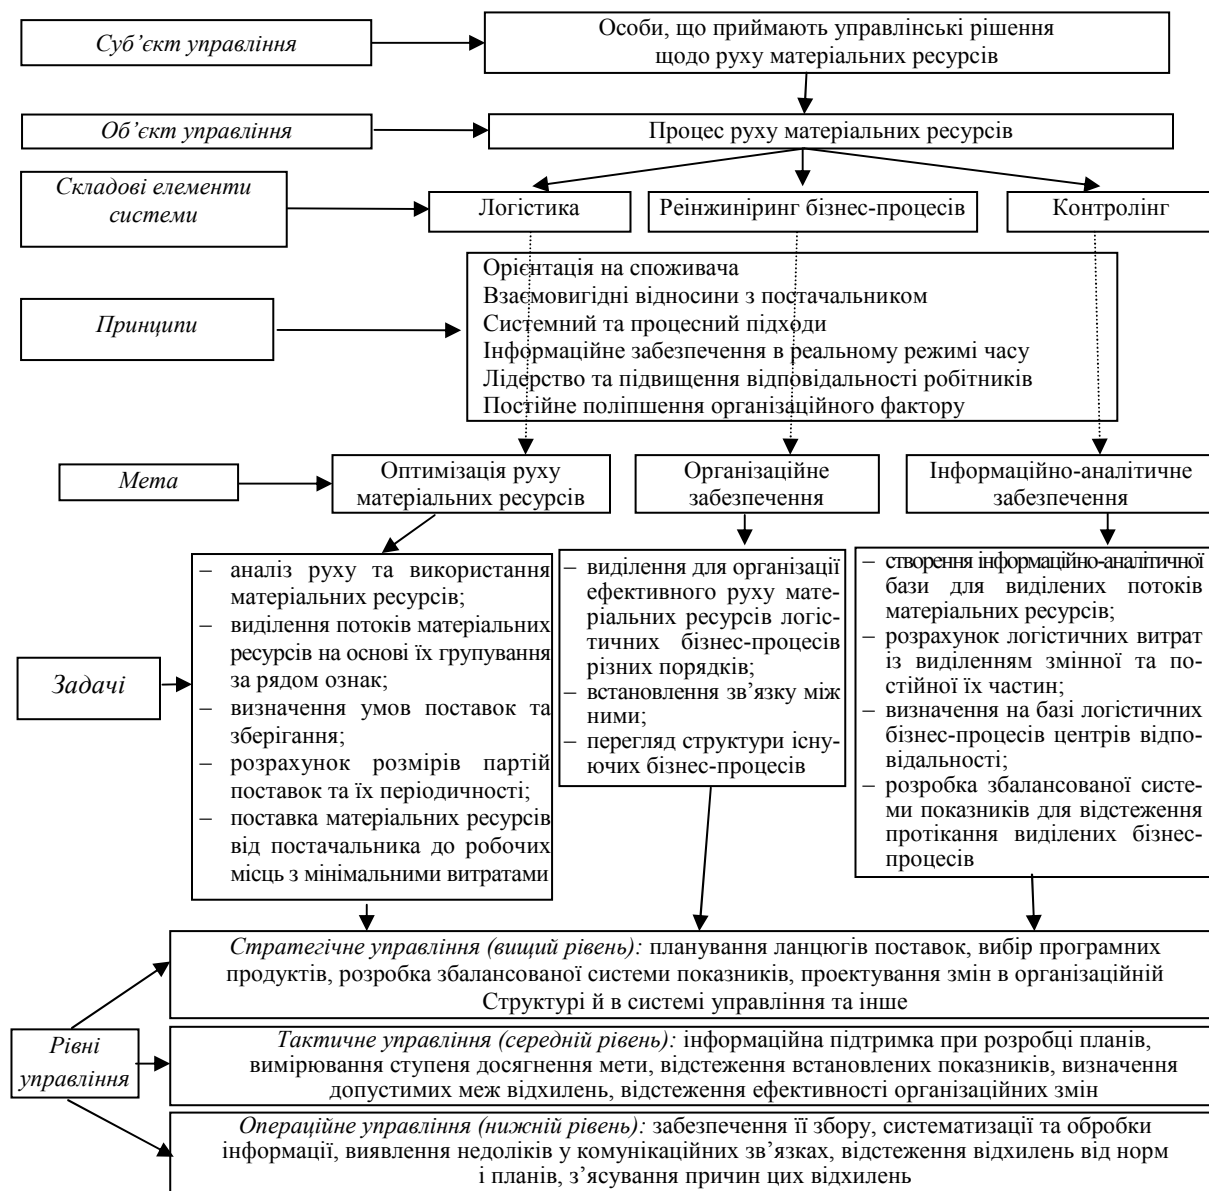 Суб’єкт управління
Особи, що приймають управлінські рішення
щодо руху матеріальних ресурсів
Об’єкт управління
Процес руху матеріальних ресурсів
Складові елементи
системи
Логістика
Реінжиніринг бізнес-процесів
Контролінг
Принципи
Орієнтація на споживача
Взаємовигідні відносини з постачальником
Системний та процесний підходи
Інформаційне забезпечення в реальному режимі часу
Лідерство та підвищення відповідальності робітників
Постійне поліпшення організаційного фактору
Мета
Оптимізація руху
матеріальних ресурсів
Організаційне
забезпечення
Інформаційно-аналітичне
забезпечення
Задачі
– аналіз руху та використання
матеріальних ресурсів;
– виділення потоків матеріальних
ресурсів на основі їх групування
за рядом ознак;
– визначення умов поставок та
зберігання;
– розрахунок розмірів партій
поставок та їх періодичності;
– поставка матеріальних ресурсів
від постачальника до робочих
місць з мінімальними витратами
– виділення для організації
ефективного руху мате-
ріальних ресурсів логіс-
тичних бізнес-процесів
різних порядків;
– встановлення зв’язку між
ними;
– перегляд структури існу-
ючих бізнес-процесів
– створення інформаційно-аналітичної
бази для виділених потоків
матеріальних ресурсів;
– розрахунок логістичних витрат
із виділенням змінної та по-
стійної їх частин;
– визначення на базі логістичних
бізнес-процесів центрів відпо-
відальності;
– розробка збалансованої систе-
ми показників для відстеження
протікання виділених бізнес-
процесів
Рівні
управління
Стратегічне управління (вищий рівень): планування ланцюгів поставок, вибір програмних
продуктів, розробка збалансованої системи показників, проектування змін в організаційній
Структурі й в системі управління та інше
Тактичне управління (середній рівень): інформаційна підтримка при розробці планів,
вимірювання ступеня досягнення мети, відстеження встановлених показників, визначення
допустимих меж відхилень, відстеження ефективності організаційних змін
Операційне управління (нижній рівень): забезпечення її збору, систематизації та обробки
інформації, виявлення недоліків у комунікаційних зв’язках, відстеження відхилень від норм
і планів, з’ясування причин цих відхилень